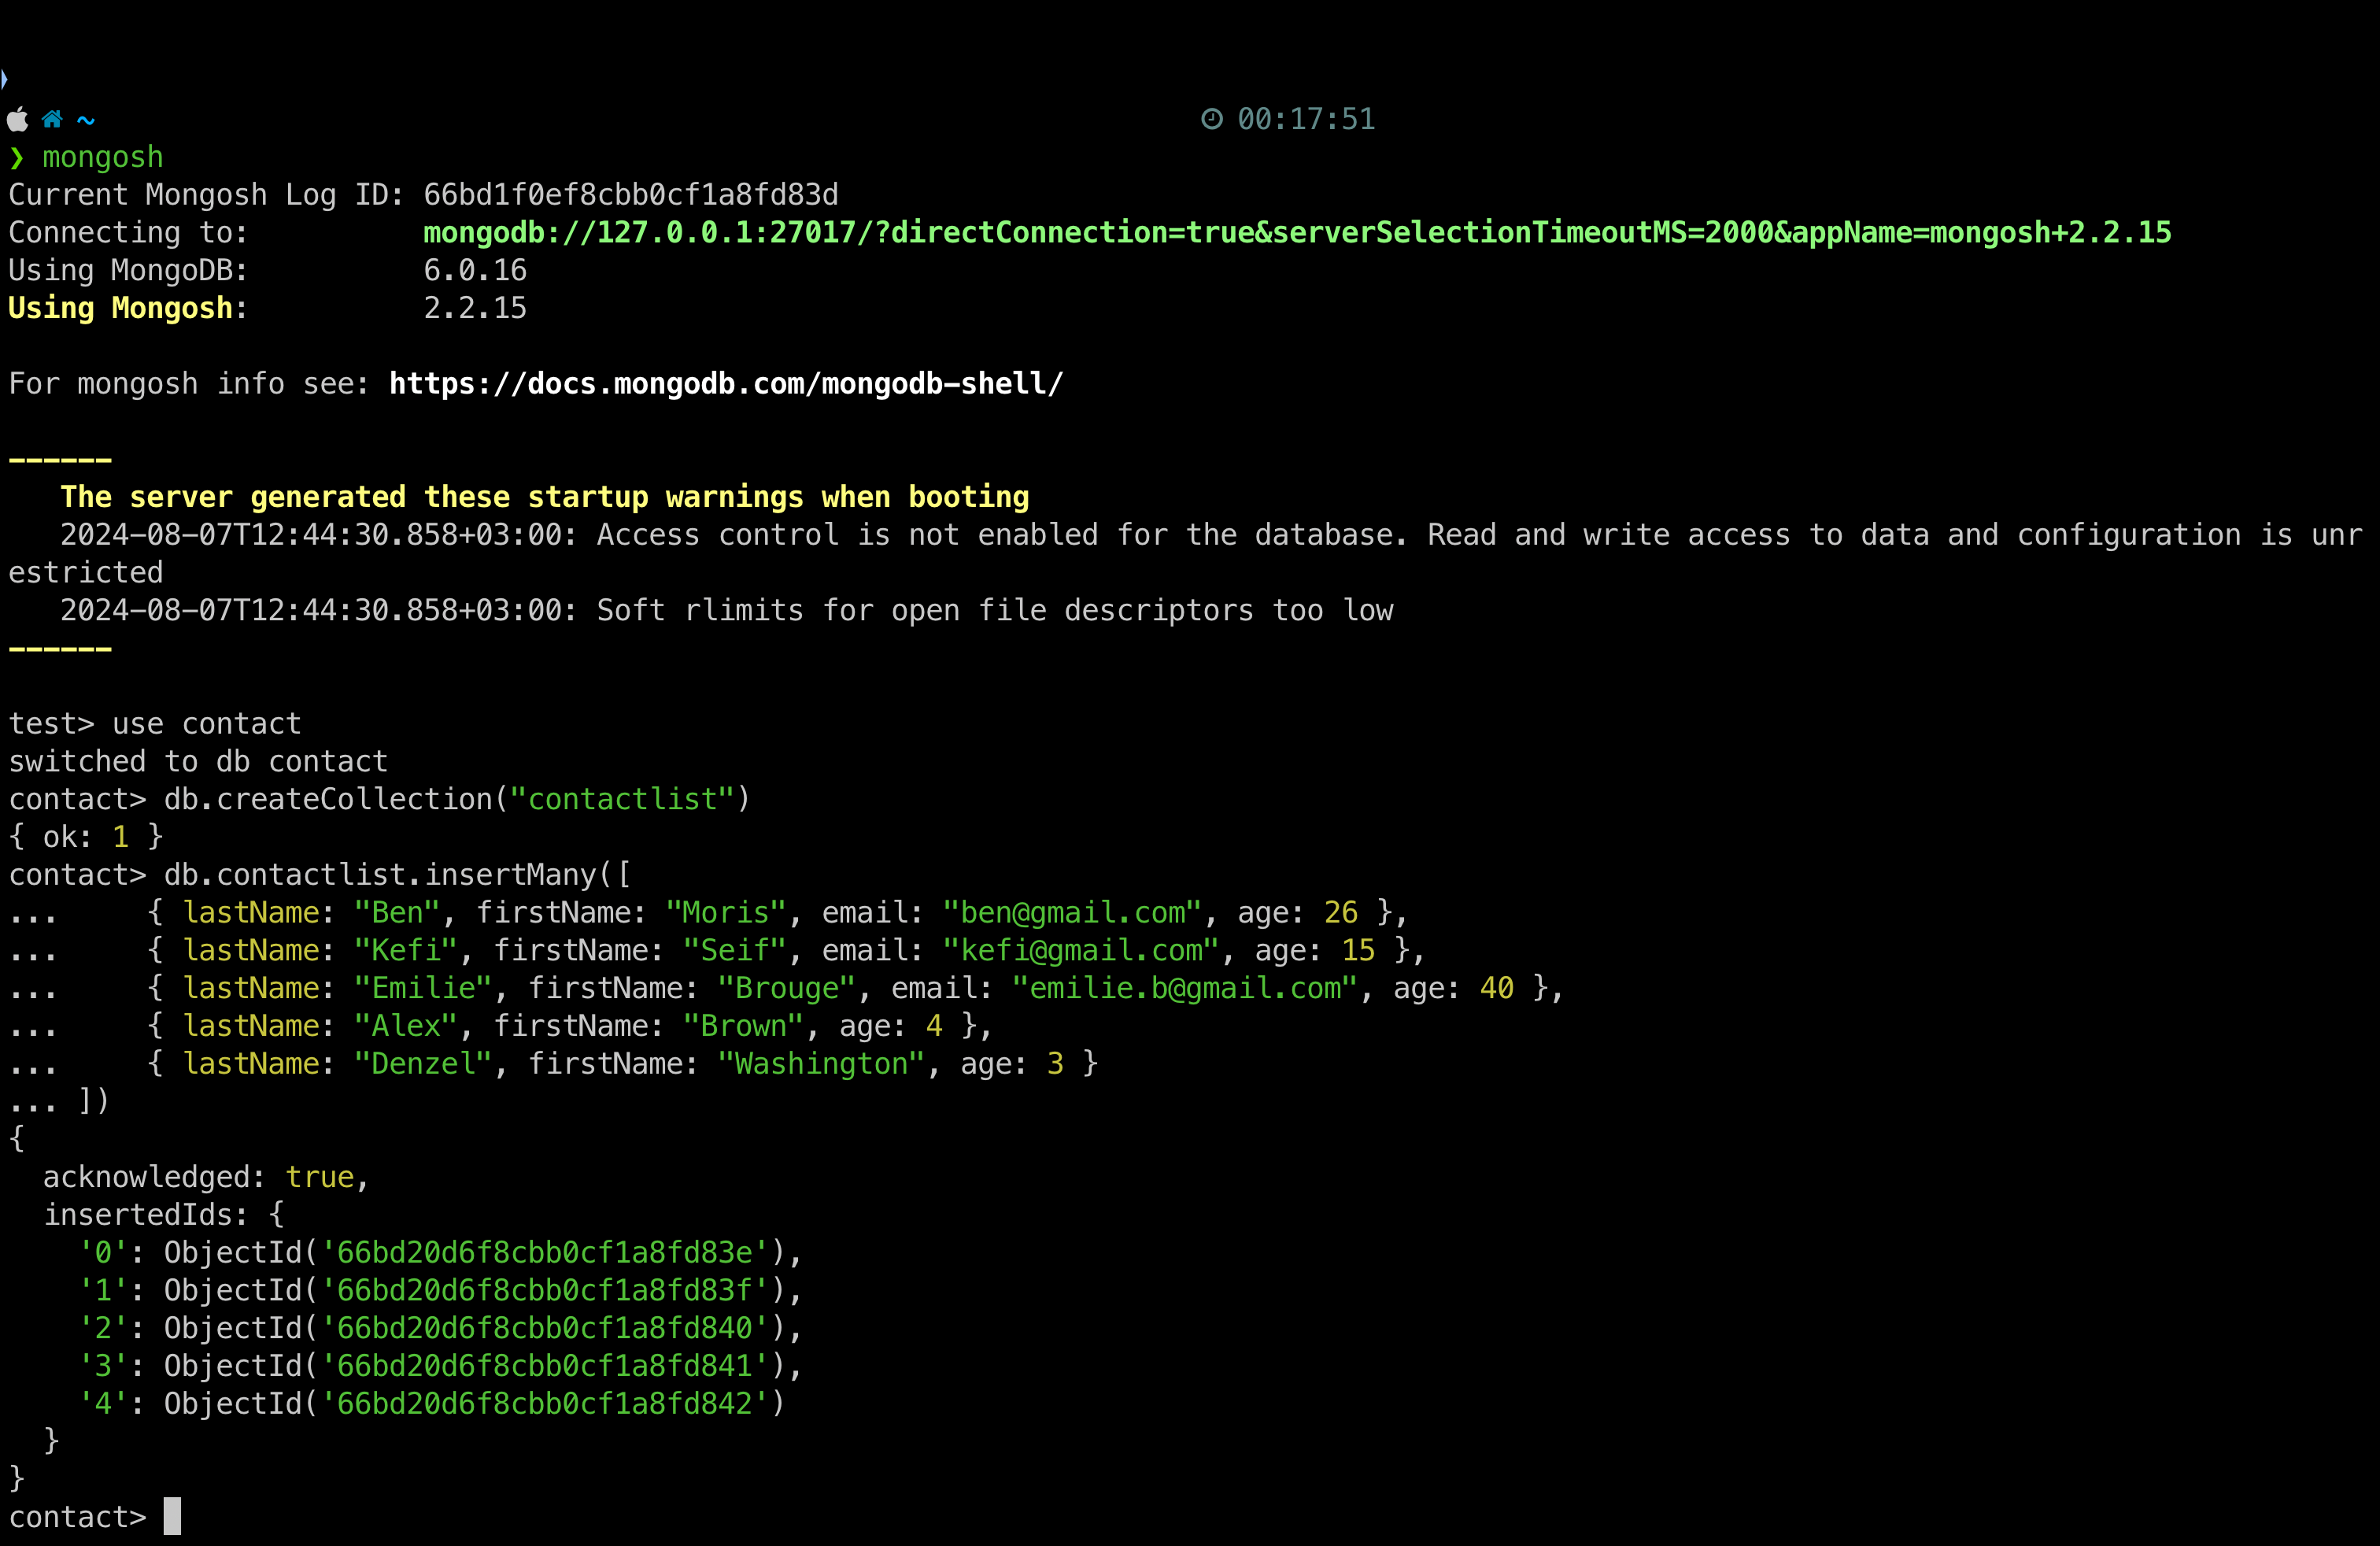 ~ 00:17:51
❯ mongosh
Current Mongosh Log ID: 66bd1f0ef8cbb0cf1a8fd83d
Connecting to: mongodb://127.0.0.1:27017/?directConnection=true&serverSelectionTimeoutMS=2000&appName=mongosh+2.2.15
Using MongoDB: 6.0.16
Using Mongosh: 2.2.15
For mongosh info see: https://docs.mongodb.com/mongodb-shell/
------
The server generated these startup warnings when booting
2024-08-07T12:44:30.858+03:00: Access control is not enabled for the database. Read and write access to data and configuration is unr
estricted
2024-08-07T12:44:30.858+03:00: Soft rlimits for open file descriptors too low
------
test> use contact
switched to db contact
contact> db.createCollection("contactlist")
{ ok: 1 }
contact> db.contactlist.insertMany([
... { lastName: "Ben", firstName: "Moris", email: "ben@gmail.com", age: 26 },
... { lastName: "Kefi", firstName: "Seif", email: "kefi@gmail.com", age: 15 },
... { lastName: "Emilie", firstName: "Brouge", email: "emilie.b@gmail.com", age: 40 },
... { lastName: "Alex", firstName: "Brown", age: 4 },
... { lastName: "Denzel", firstName: "Washington", age: 3 }
... ])
{
acknowledged: true,
insertedIds: {
'0': ObjectId('66bd20d6f8cbb0cf1a8fd83e'),
'1': ObjectId('66bd20d6f8cbb0cf1a8fd83f'),
'2': ObjectId('66bd20d6f8cbb0cf1a8fd840'),
'3': ObjectId('66bd20d6f8cbb0cf1a8fd841'),
'4': ObjectId('66bd20d6f8cbb0cf1a8fd842')
}
}
contact>